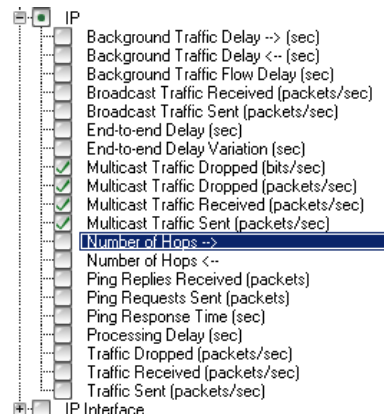 IP
Background Traffic Delay --> (sec)
Background Traffic Delay <-- (sec)
Background Traffic Flow Delay (sec)
Broadcast Traffic Received (packets/sec)
Broadcast Traffic Sent (packets/sec)
End-to-end Delay (sec)
End-to-end Delay Variation (sec)
Multicast Traffic Dropped (bits/sec)
Multicast Traffic Dropped (packets/sec)
Multicast Traffic Received (packets/sec)
Multicast Traffic Sent (packets/sec)
Number of Hops -->
Number of Hops <--
Ping Replies Received (packets)
Ping Requests Sent (packets)
Ping Response Time (sec)
Processing Delay (sec)
Traffic Dropped (packets/sec)
Traffic Received (packets/sec)
Traffic Sent (packets/sec)
IP Interface